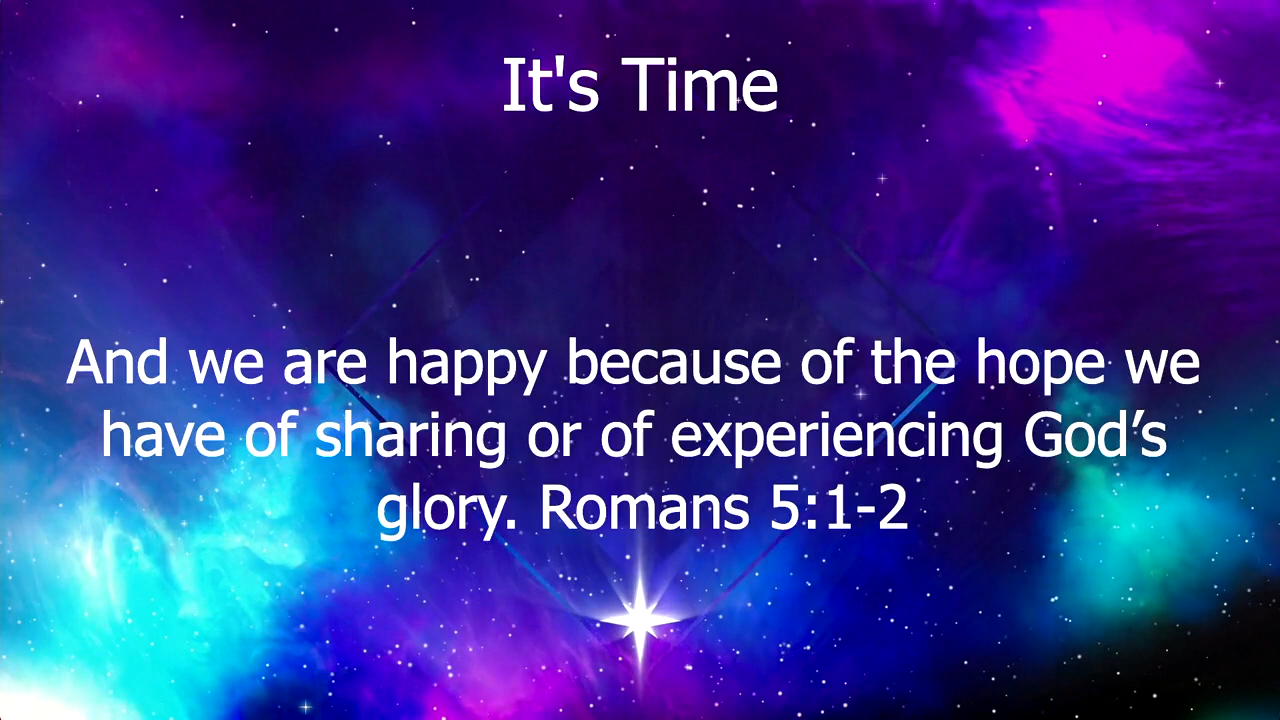 It's Time
And we are happy because of the hope we
have of sharing or of experiencing God’s
glory. Romans 5:1-2